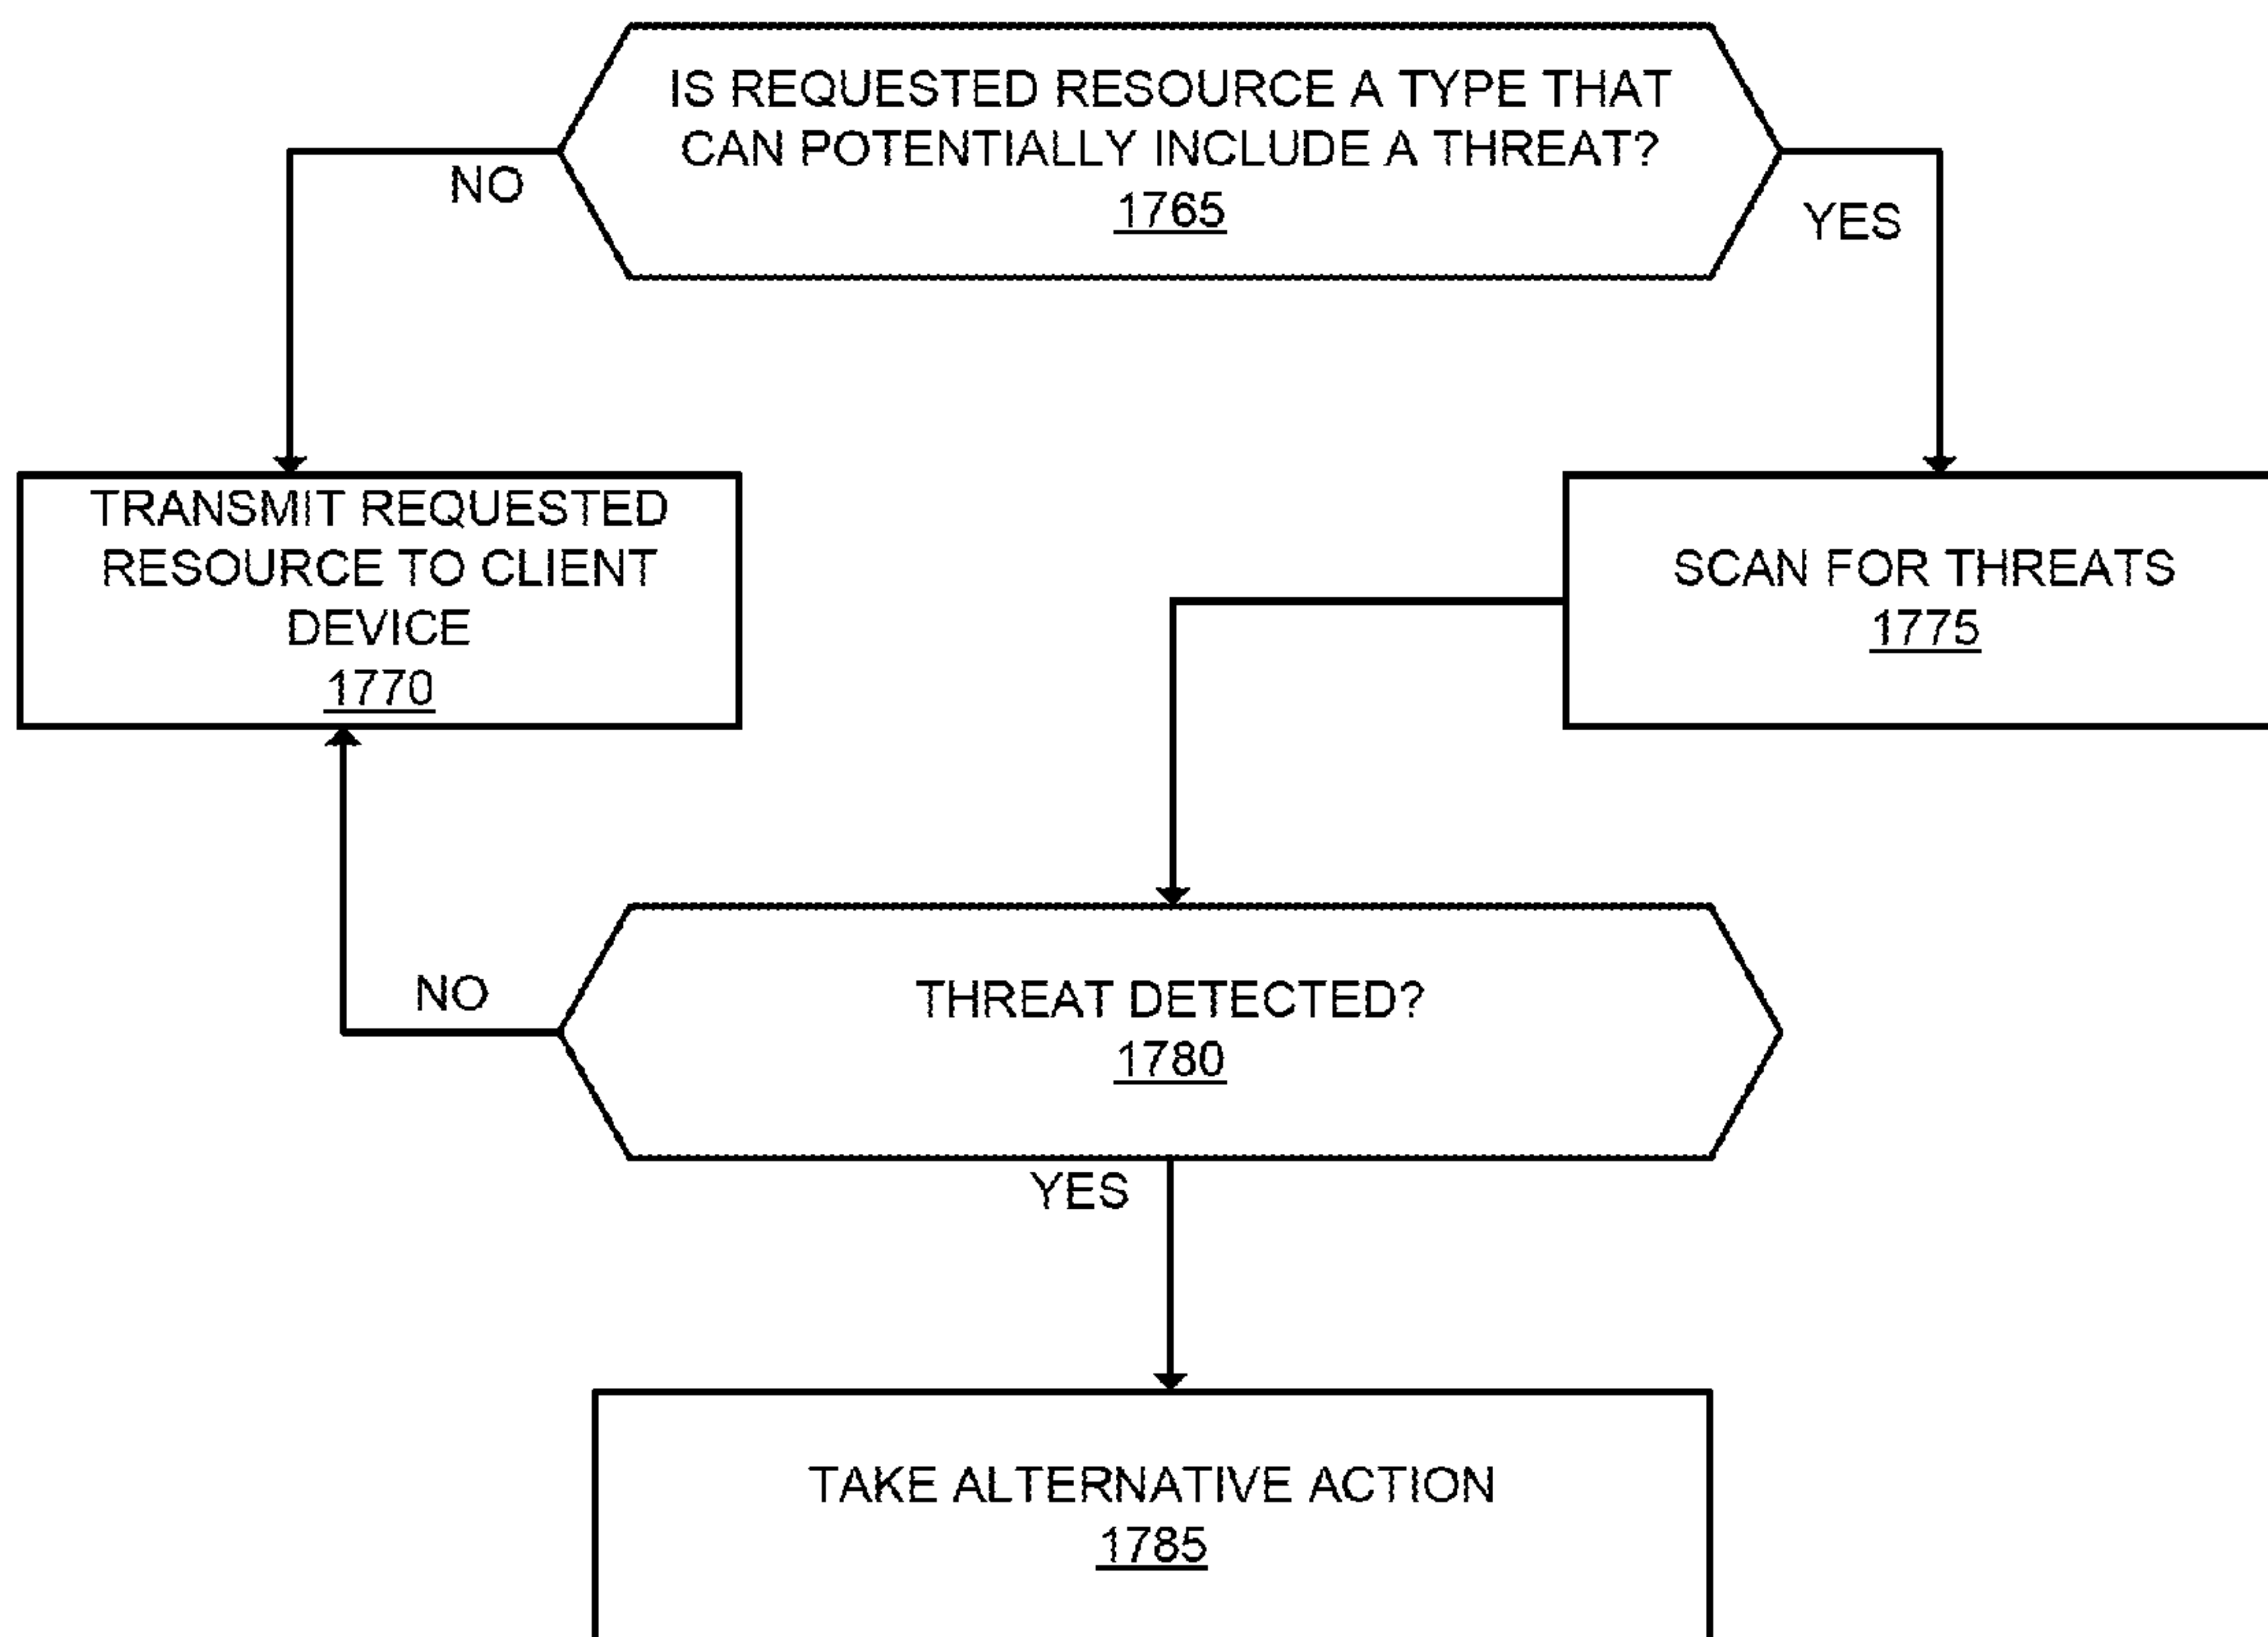 IS REQUESTED RESOURCE A TYPE THAT
CAN POTENTIALLY INCLUDE A THREAT?
1765
NO
YES
TRANSMIT REQUESTED
RESOURCE TO CLIENT
DEVICE
1770
SCAN FOR THREATS
1775
NO
THREAT DETECTED?
1780
YES
TAKE ALTERNATIVE ACTION
1785